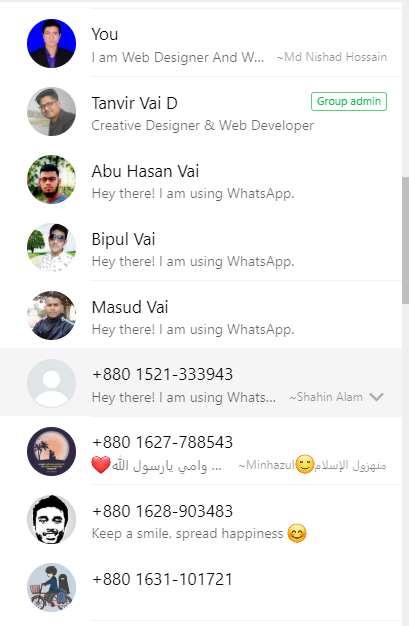 You
I am Web Designer And W... ~Md Nishad Hossain
Tanvir Vai D Group admin
Creative Designer & Web Developer
Abu Hasan Vai
Hey there! I am using WhatsApp.
Bipul Vai
Hey there! I am using WhatsApp.
Masud Vai
Hey there! I am using WhatsApp.
+880 1521-333943
Hey there! I am using Whats... ~Shahin Alam
+880 1627-788543
❤️وامي يارسول الله ... ~Minhazul😊منهزول الإسلام
+880 1628-903483
Keep a smile, spread happiness 😊
+880 1631-101721